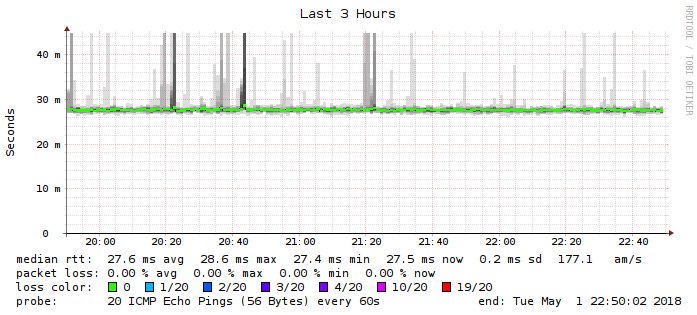 Last 3 Hours
RRDTOOL / TOBI OETIKER
Seconds
40 m
30 m
20 m
10 m
0
20:00 20:20 20:40 21:00 21:20 21:40 22:00 22:20 22:40
median rtt: 27.6 ms avg 28.6 ms max 27.4 ms min 27.5 ms now 0.2 ms sd 177.1 am/s
packet loss: 0.00 % avg 0.00 % max 0.00 % min 0.00 % now
loss color: 0 1/20 2/20 3/20 4/20 10/20 19/20
probe: 20 ICMP Echo Pings (56 Bytes) every 60s end: Tue May 1 22:50:02 2018